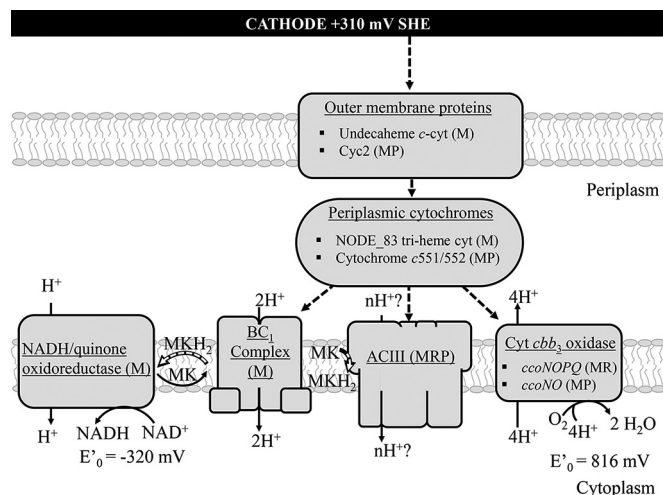 CATHODE +310 mV SHE
Outer membrane proteins
▪ Undecaheme c-cyt (M)
▪ Cyc2 (MP)
Periplasm
Periplasmic cytochromes
▪ NODE_83 tri-heme cyt (M)
▪ Cytochrome c551/552 (MP)
H⁺
NADH/quinone
oxidoreductase (M)
H⁺
NADH NAD⁺
E'₀ = -320 mV
MKH₂
MK
2H⁺
BC₁
Complex
(M)
2H⁺
MK
MKH₂
nH⁺?
ACIII (MRP)
nH⁺?
4H⁺
Cyt cbb₃ oxidase
▪ ccoNOPQ (MR)
▪ ccoNO (MP)
4H⁺
O₂ 4H⁺ 2 H₂O
E'₀ = 816 mV
Cytoplasm